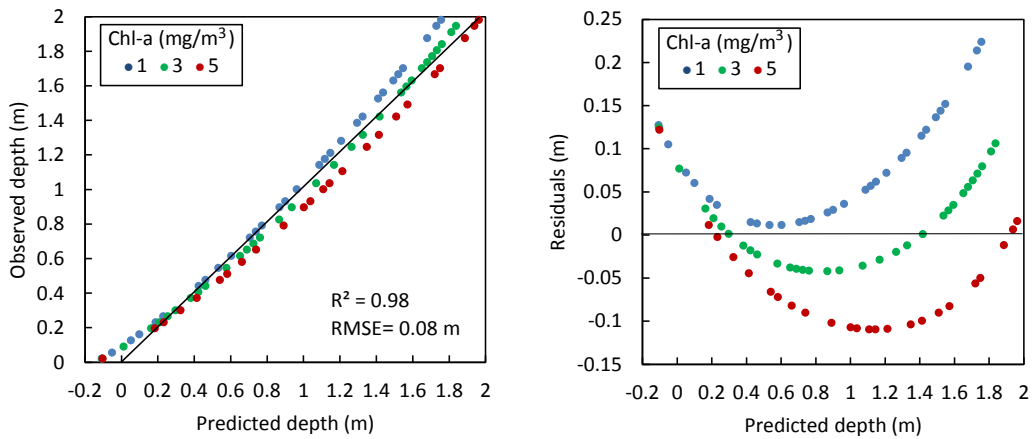 Observed depth (m)
2
1.8
1.6
1.4
1.2
1
0.8
0.6
0.4
0.2
0
Chl-a (mg/m³)
1 3 5
R² = 0.98
RMSE= 0.08 m
-0.2 0 0.2 0.4 0.6 0.8 1 1.2 1.4 1.6 1.8 2
Predicted depth (m)
Residuals (m)
0.25
0.2
0.15
0.1
0.05
0
-0.05
-0.1
-0.15
Chl-a (mg/m³)
1 3 5
-0.2 0 0.2 0.4 0.6 0.8 1 1.2 1.4 1.6 1.8 2
Predicted depth (m)